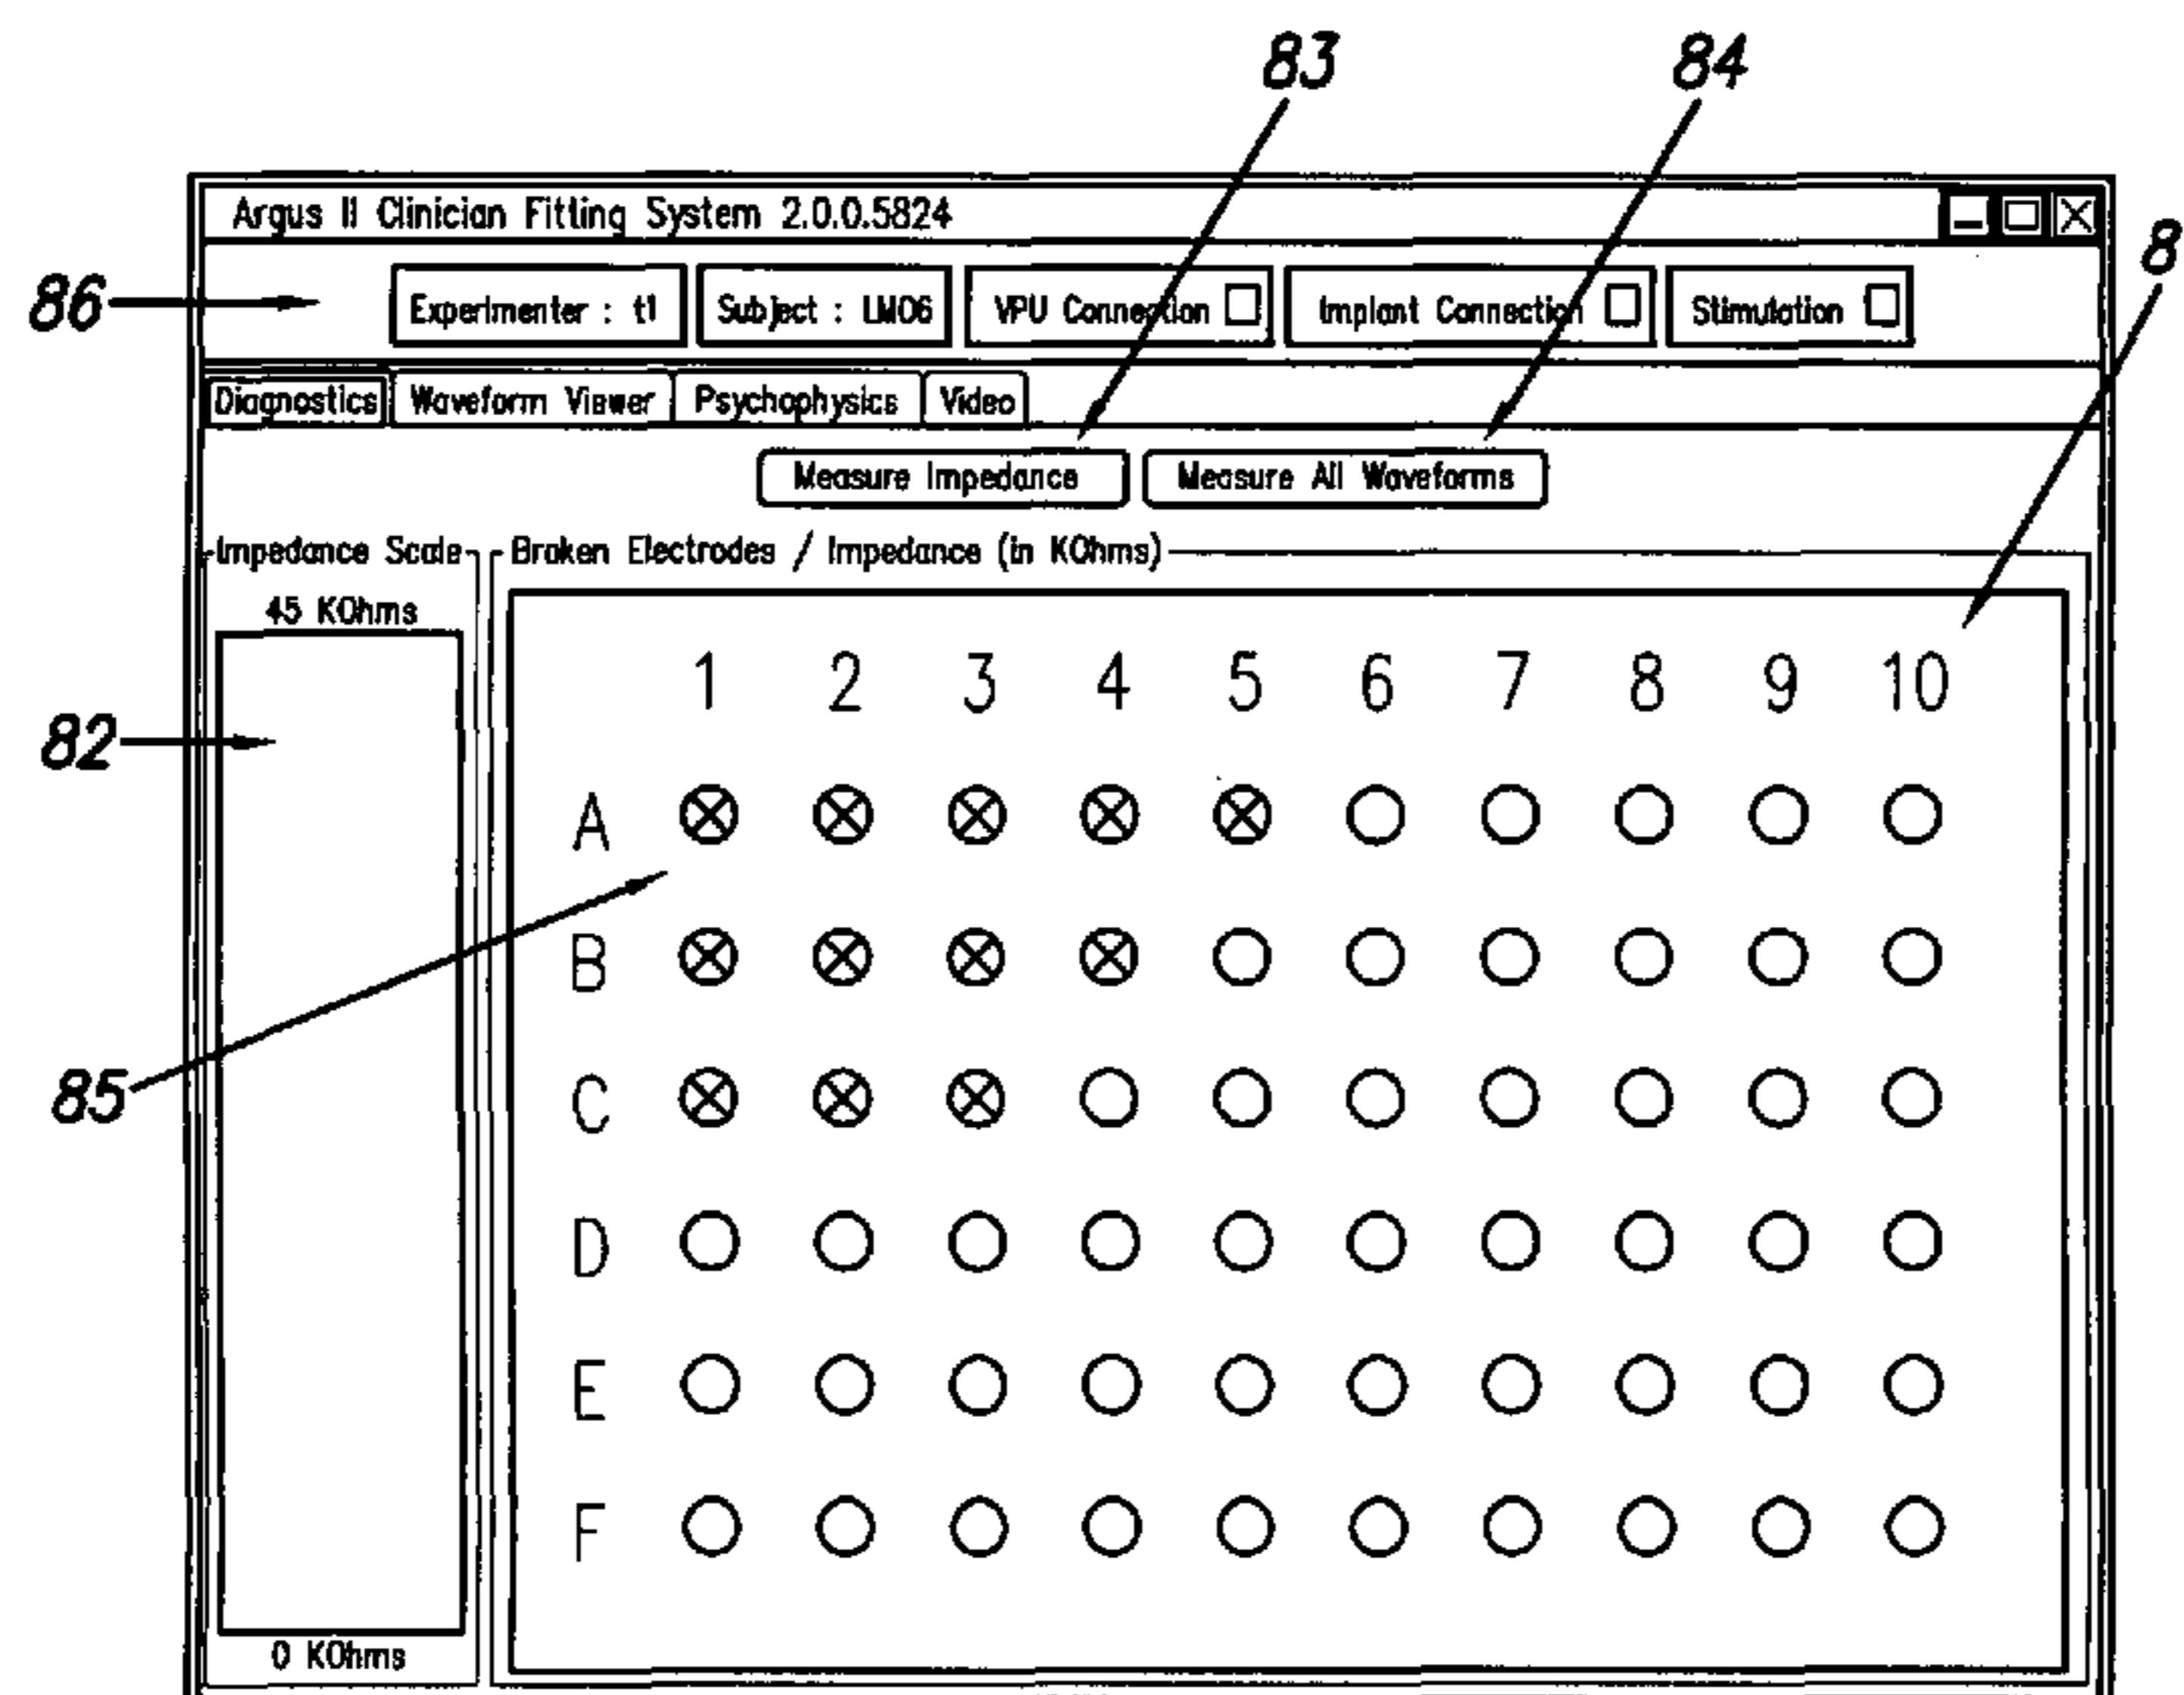 83 84
Argus II Clinician Fitting System 2.0.0.5824
8
86
Experimenter : t1 Subject : LM06 VPU Connection Implant Connection Stimulation
Diagnostics Waveform Viewer Psychophysics Video
Measure Impedance Measure All Waveforms
Impedance Scale Broken Electrodes / Impedance (in KOhms)
45 KOhms
1 2 3 4 5 6 7 8 9 10
82
A
B
C
85
D
E
F
0 KOhms